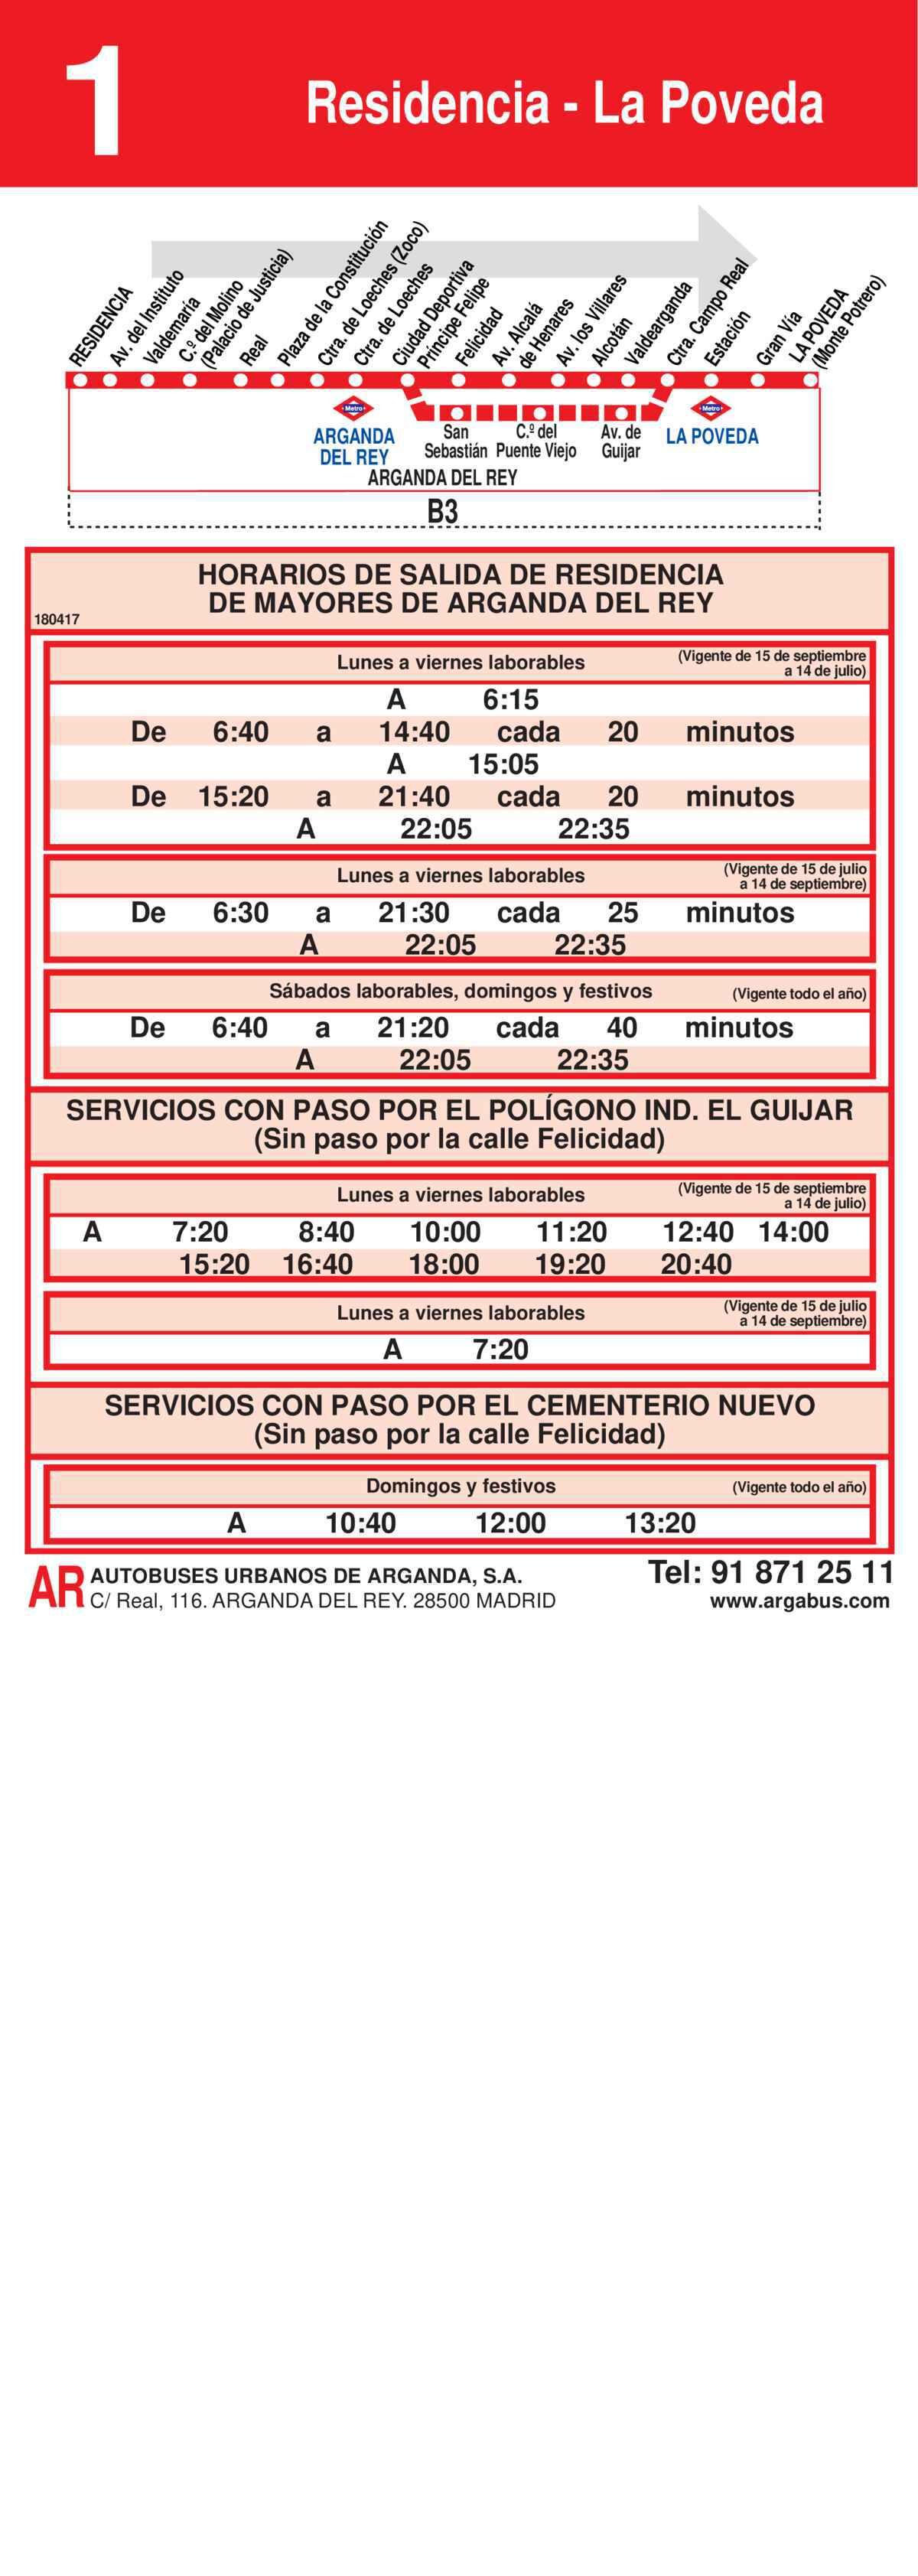 1
Residencia - La Poveda
RESIDENCIA
Av. del Instituto
Valdemaría
C.º del Molino
(Palacio de Justicia)
Real
Plaza de la Constitución
Ctra. de Loeches (Zoco)
Ctra. de Loeches
Ciudad Deportiva
Príncipe Felipe
Felicidad
Av. Alcalá
de Henares
Av. los Villares
Alcotán
Valdearganda
Ctra. Campo Real
Estación
Gran Vía
LA POVEDA
(Monte Potrero)
Metro
Metro
ARGANDA
DEL REY
San
Sebastián
C.º del
Puente Viejo
Av. de
Guijar
LA POVEDA
ARGANDA DEL REY
B3
HORARIOS DE SALIDA DE RESIDENCIA
DE MAYORES DE ARGANDA DEL REY
180417
Lunes a viernes laborables (Vigente de 15 de septiembre
a 14 de julio)
A 6:15
De 6:40 a 14:40 cada 20 minutos
A 15:05
De 15:20 a 21:40 cada 20 minutos
A 22:05 22:35
Lunes a viernes laborables (Vigente de 15 de julio
a 14 de septiembre)
De 6:30 a 21:30 cada 25 minutos
A 22:05 22:35
Sábados laborables, domingos y festivos (Vigente todo el año)
De 6:40 a 21:20 cada 40 minutos
A 22:05 22:35
SERVICIOS CON PASO POR EL POLÍGONO IND. EL GUIJAR
(Sin paso por la calle Felicidad)
Lunes a viernes laborables (Vigente de 15 de septiembre
a 14 de julio)
A 7:20 8:40 10:00 11:20 12:40 14:00
15:20 16:40 18:00 19:20 20:40
Lunes a viernes laborables (Vigente de 15 de julio
a 14 de septiembre)
A 7:20
SERVICIOS CON PASO POR EL CEMENTERIO NUEVO
(Sin paso por la calle Felicidad)
Domingos y festivos (Vigente todo el año)
A 10:40 12:00 13:20
AR AUTOBUSES URBANOS DE ARGANDA, S.A.
C/ Real, 116. ARGANDA DEL REY. 28500 MADRID
Tel: 91 871 25 11
www.argabus.com